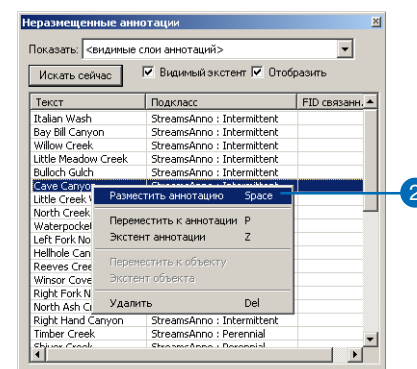 Неразмещенные аннотации
Показать: <видимые слои аннотаций>
Искать сейчас Видимый экстент Отобразить
Текст Подкласс FID связанн.
Italian Wash StreamsAnno : Intermittent
Bay Bill Canyon StreamsAnno : Intermittent
Willow Creek StreamsAnno : Intermittent
Little Meadow Creek StreamsAnno : Intermittent
Bulloch Gulch StreamsAnno : Intermittent
Cave Canyon StreamsAnno : Intermittent
Разместить аннотацию Space
2
Little Creek
North Creek
Переместить к аннотации P
Waterpocket
Экстент аннотации Z
Left Fork No
Hellhole Can
Переместить к объекту
Reeves Cree
Экстент объекта
Winsor Cove
Right Fork N
Удалить Del
North Ash Cr
Right Hand Canyon StreamsAnno : Intermittent
Timber Creek StreamsAnno : Perennial
StreamsAnno : Perennial